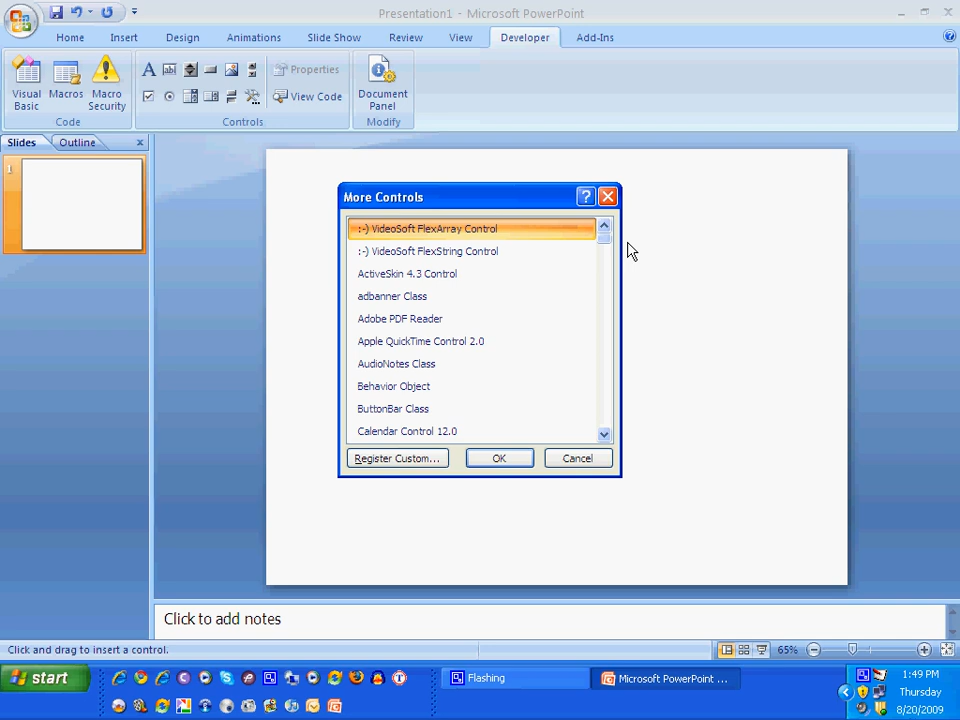 Presentation1 - Microsoft PowerPoint
Home Insert Design Animations Slide Show Review View Developer Add-Ins
Visual Basic
Macros
Macro Security
Code
Properties
View Code
Controls
Document Panel
Modify
Slides Outline
1
More Controls
:-) VideoSoft FlexArray Control
:-) VideoSoft FlexString Control
ActiveSkin 4.3 Control
adbanner Class
Adobe PDF Reader
Apple QuickTime Control 2.0
AudioNotes Class
Behavior Object
ButtonBar Class
Calendar Control 12.0
Register Custom... OK Cancel
Click to add notes
Click and drag to insert a control.
65%
start
Flashing
Microsoft PowerPoint ...
1:49 PM
Thursday
8/20/2009